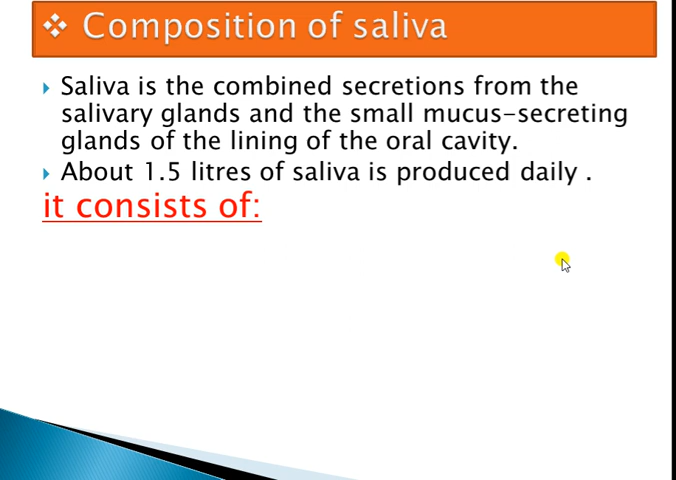 Composition of saliva
Saliva is the combined secretions from the
salivary glands and the small mucus-secreting
glands of the lining of the oral cavity.
About 1.5 litres of saliva is produced daily .
it consists of: